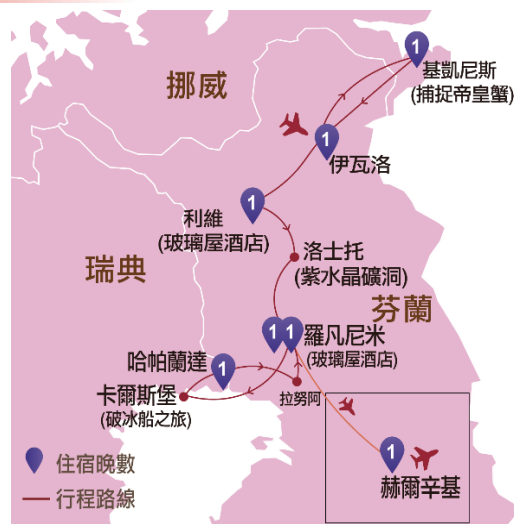 1
基凱尼斯
(捕捉帝皇蟹)
挪威
1
伊瓦洛
1
利維
(玻璃屋酒店)
洛士托
(紫水晶礦洞)
瑞典
芬蘭
1
1
羅凡尼米
(玻璃屋酒店)
哈帕蘭達
1
卡爾斯堡
(破冰船之旅)
拉努阿
1
赫爾辛基
住宿晚數
行程路線